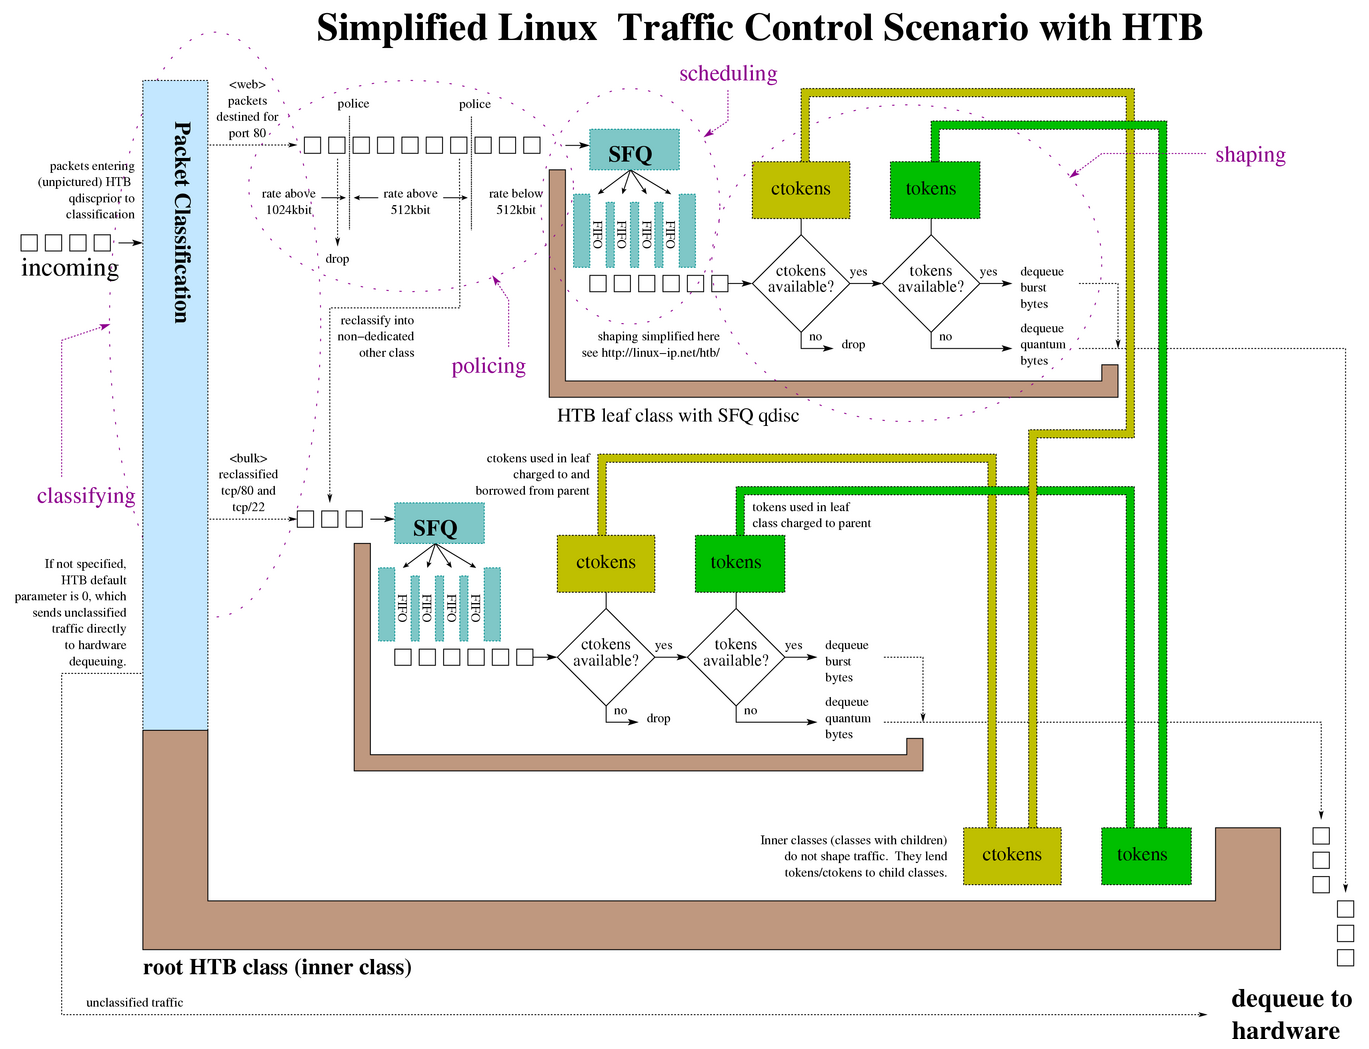 Simplified Linux  Traffic Control Scenario with HTB
scheduling
<web>
packets
destined for
port 80
police
police
Packet Classification
SFQ
ctokens
tokens
shaping
packets entering
(unpictured) HTB
qdiscprior to
classification
rate above
1024kbit
rate above
512kbit
rate below
512kbit
FIFO
FIFO
FIFO
FIFO
drop
incoming
ctokens
available?
yes
tokens
available?
yes
dequeue
burst
bytes
no
drop
no
dequeue
quantum
bytes
reclassify into
non−dedicated
other class
shaping simplified here
see http://linux−ip.net/htb/
policing
HTB leaf class with SFQ qdisc
classifying
<bulk>
reclassified
tcp/80 and
tcp/22
ctokens used in leaf
charged to and
borrowed from parent
tokens used in leaf
class charged to parent
SFQ
ctokens
tokens
If not specified,
HTB default
parameter is 0, which
sends unclassified
traffic directly
to hardware
dequeuing.
FIFO
FIFO
FIFO
FIFO
ctokens
available?
yes
tokens
available?
yes
dequeue
burst
bytes
no
drop
no
dequeue
quantum
bytes
Inner classes (classes with children)
do not shape traffic.  They lend
tokens/ctokens to child classes.
ctokens
tokens
root HTB class (inner class)
unclassified traffic
dequeue to
hardware